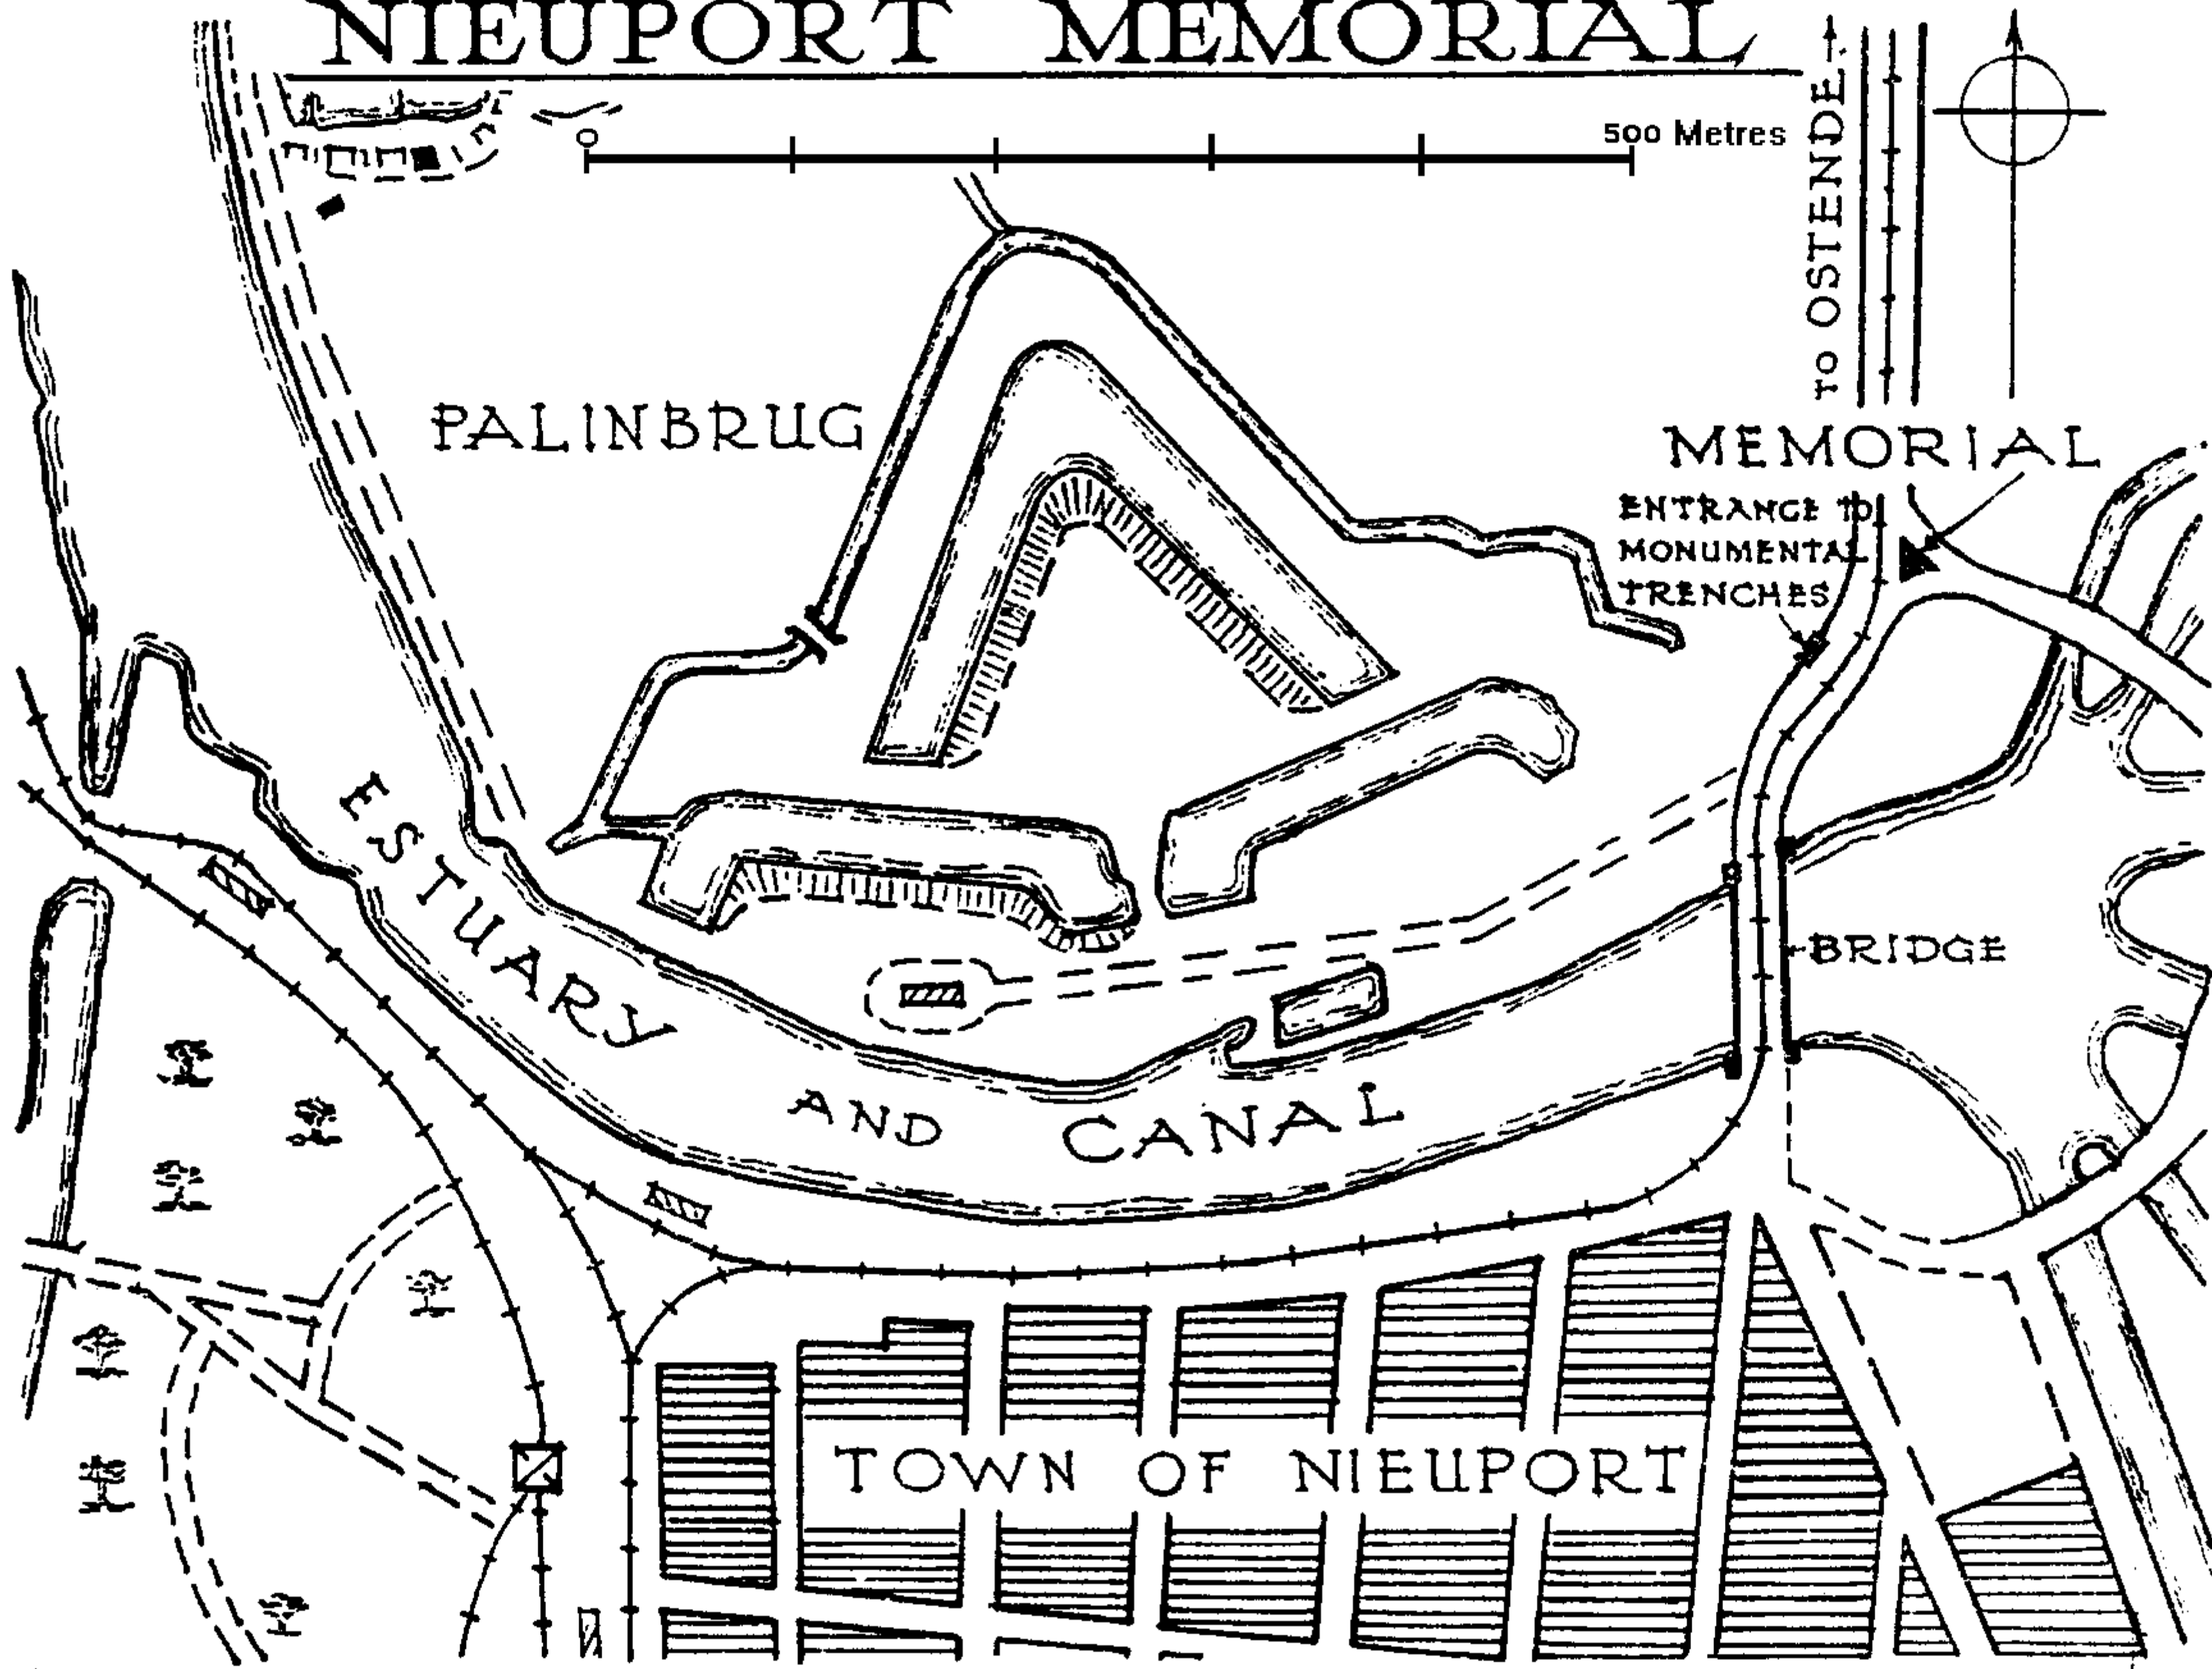 NIEUPORT MEMORIAL
0
500 Metres
TO OSTENDE
PALINBRUG
MEMORIAL
ENTRANCE TO
MONUMENTAL
TRENCHES
ESTUARY
AND CANAL
BRIDGE
TOWN OF NIEUPORT